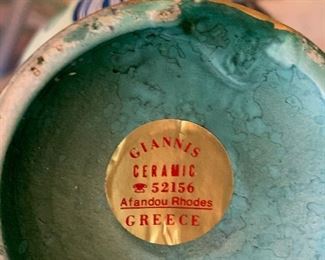 GIANNIS
CERAMIC
☎ 52156
Afandou Rhodes
GREECE